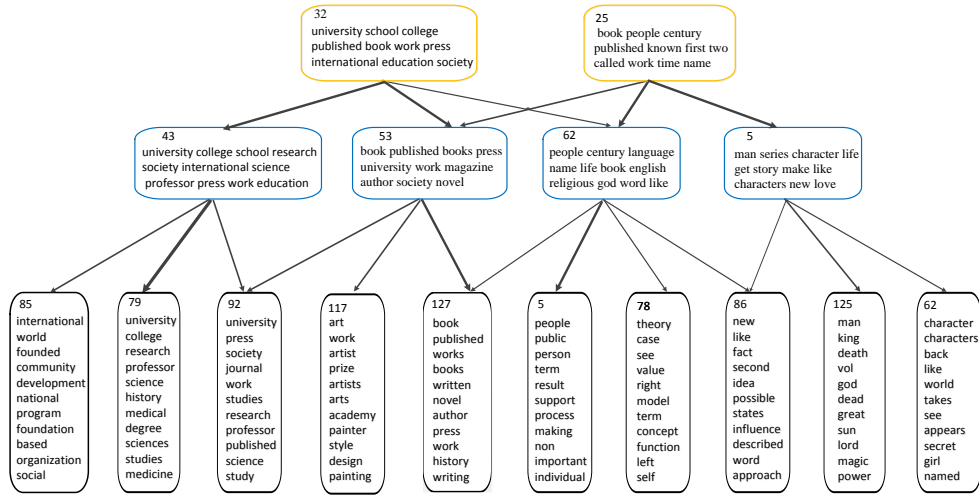 32
university school college
published book work press
international education society
25
book people century
published known first two
called work time name
43
university college school research
society international science
professor press work education
53
book published books press
university work magazine
author society novel
62
people century language
name life book english
religious god word like
5
man series character life
get story make like
characters new love
85
international
world
founded
community
development
national
program
foundation
based
organization
social
79
university
college
research
professor
science
history
medical
degree
sciences
studies
medicine
92
university
press
society
journal
work
studies
research
professor
published
science
study
117
art
work
artist
prize
artists
arts
academy
painter
style
design
painting
127
book
published
works
books
written
novel
author
press
work
history
writing
5
people
public
person
term
result
support
process
making
non
important
individual
78
theory
case
see
value
right
model
term
concept
function
left
self
86
new
like
fact
second
idea
possible
states
influence
described
word
approach
125
man
king
death
vol
god
dead
great
sun
lord
magic
power
62
character
characters
back
like
world
takes
see
appears
secret
girl
named